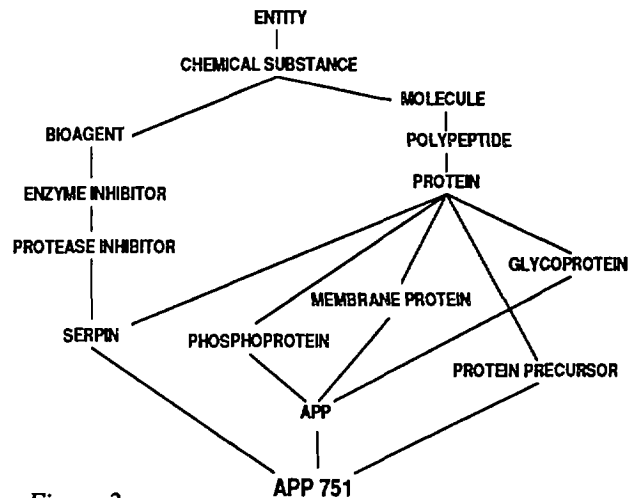 ENTITY
CHEMICAL SUBSTANCE
MOLECULE
BIOAGENT
POLYPEPTIDE
PROTEIN
ENZYME INHIBITOR
PROTEASE INHIBITOR
GLYCOPROTEIN
MEMBRANE PROTEIN
SERPIN
PHOSPHOPROTEIN
PROTEIN PRECURSOR
APP
APP 751